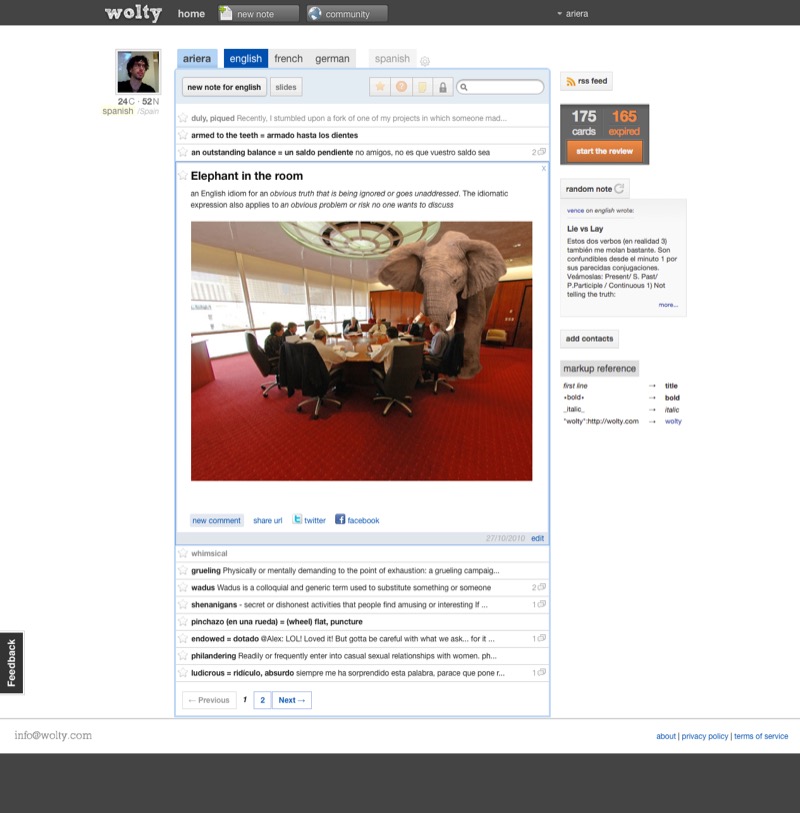 wolty
home
new note
community
ariera
24C · 52N
spanish /Spain
ariera
english
french
german
spanish
new note for english
slides
duly, piqued Recently, I stumbled upon a fork of one of my projects in which someone mad...
armed to the teeth = armado hasta los dientes
an outstanding balance = un saldo pendiente no amigos, no es que vuestro saldo sea
2
x
Elephant in the room
an English idiom for an obvious truth that is being ignored or goes unaddressed. The idiomatic
expression also applies to an obvious problem or risk no one wants to discuss
new comment
share url
twitter
facebook
27/10/2010
edit
whimsical
grueling Physically or mentally demanding to the point of exhaustion: a grueling campaig...
wadus Wadus is a colloquial and generic term used to substitute something or someone
2
shenanigans - secret or dishonest activities that people find amusing or interesting If ...
1
pinchazo (en una rueda) = (wheel) flat, puncture
endowed = dotado @Alex: LOL! Loved it! But gotta be careful with what we ask... for it ...
1
philandering Readily or frequently enter into casual sexual relationships with women. ph...
ludicrous = ridículo, absurdo siempre me ha sorprendido esta palabra, parace que pone r...
1
← Previous
1
2
Next →
rss feed
175
cards
165
expired
start the review
random note
vence on english wrote:
Lie vs Lay
Estos dos verbos (en realidad 3)
también me molan bastante. Son
confundibles desde el minuto 1 por
sus parecidas conjugaciones.
Veámoslas: Present/ S. Past/
P.Participle / Continuous 1) Not
telling the truth:
more...
add contacts
markup reference
first line → title
*bold* → bold
_italic_ → italic
"wolty":http://wolty.com → wolty
Feedback
info@wolty.com
about | privacy policy | terms of service